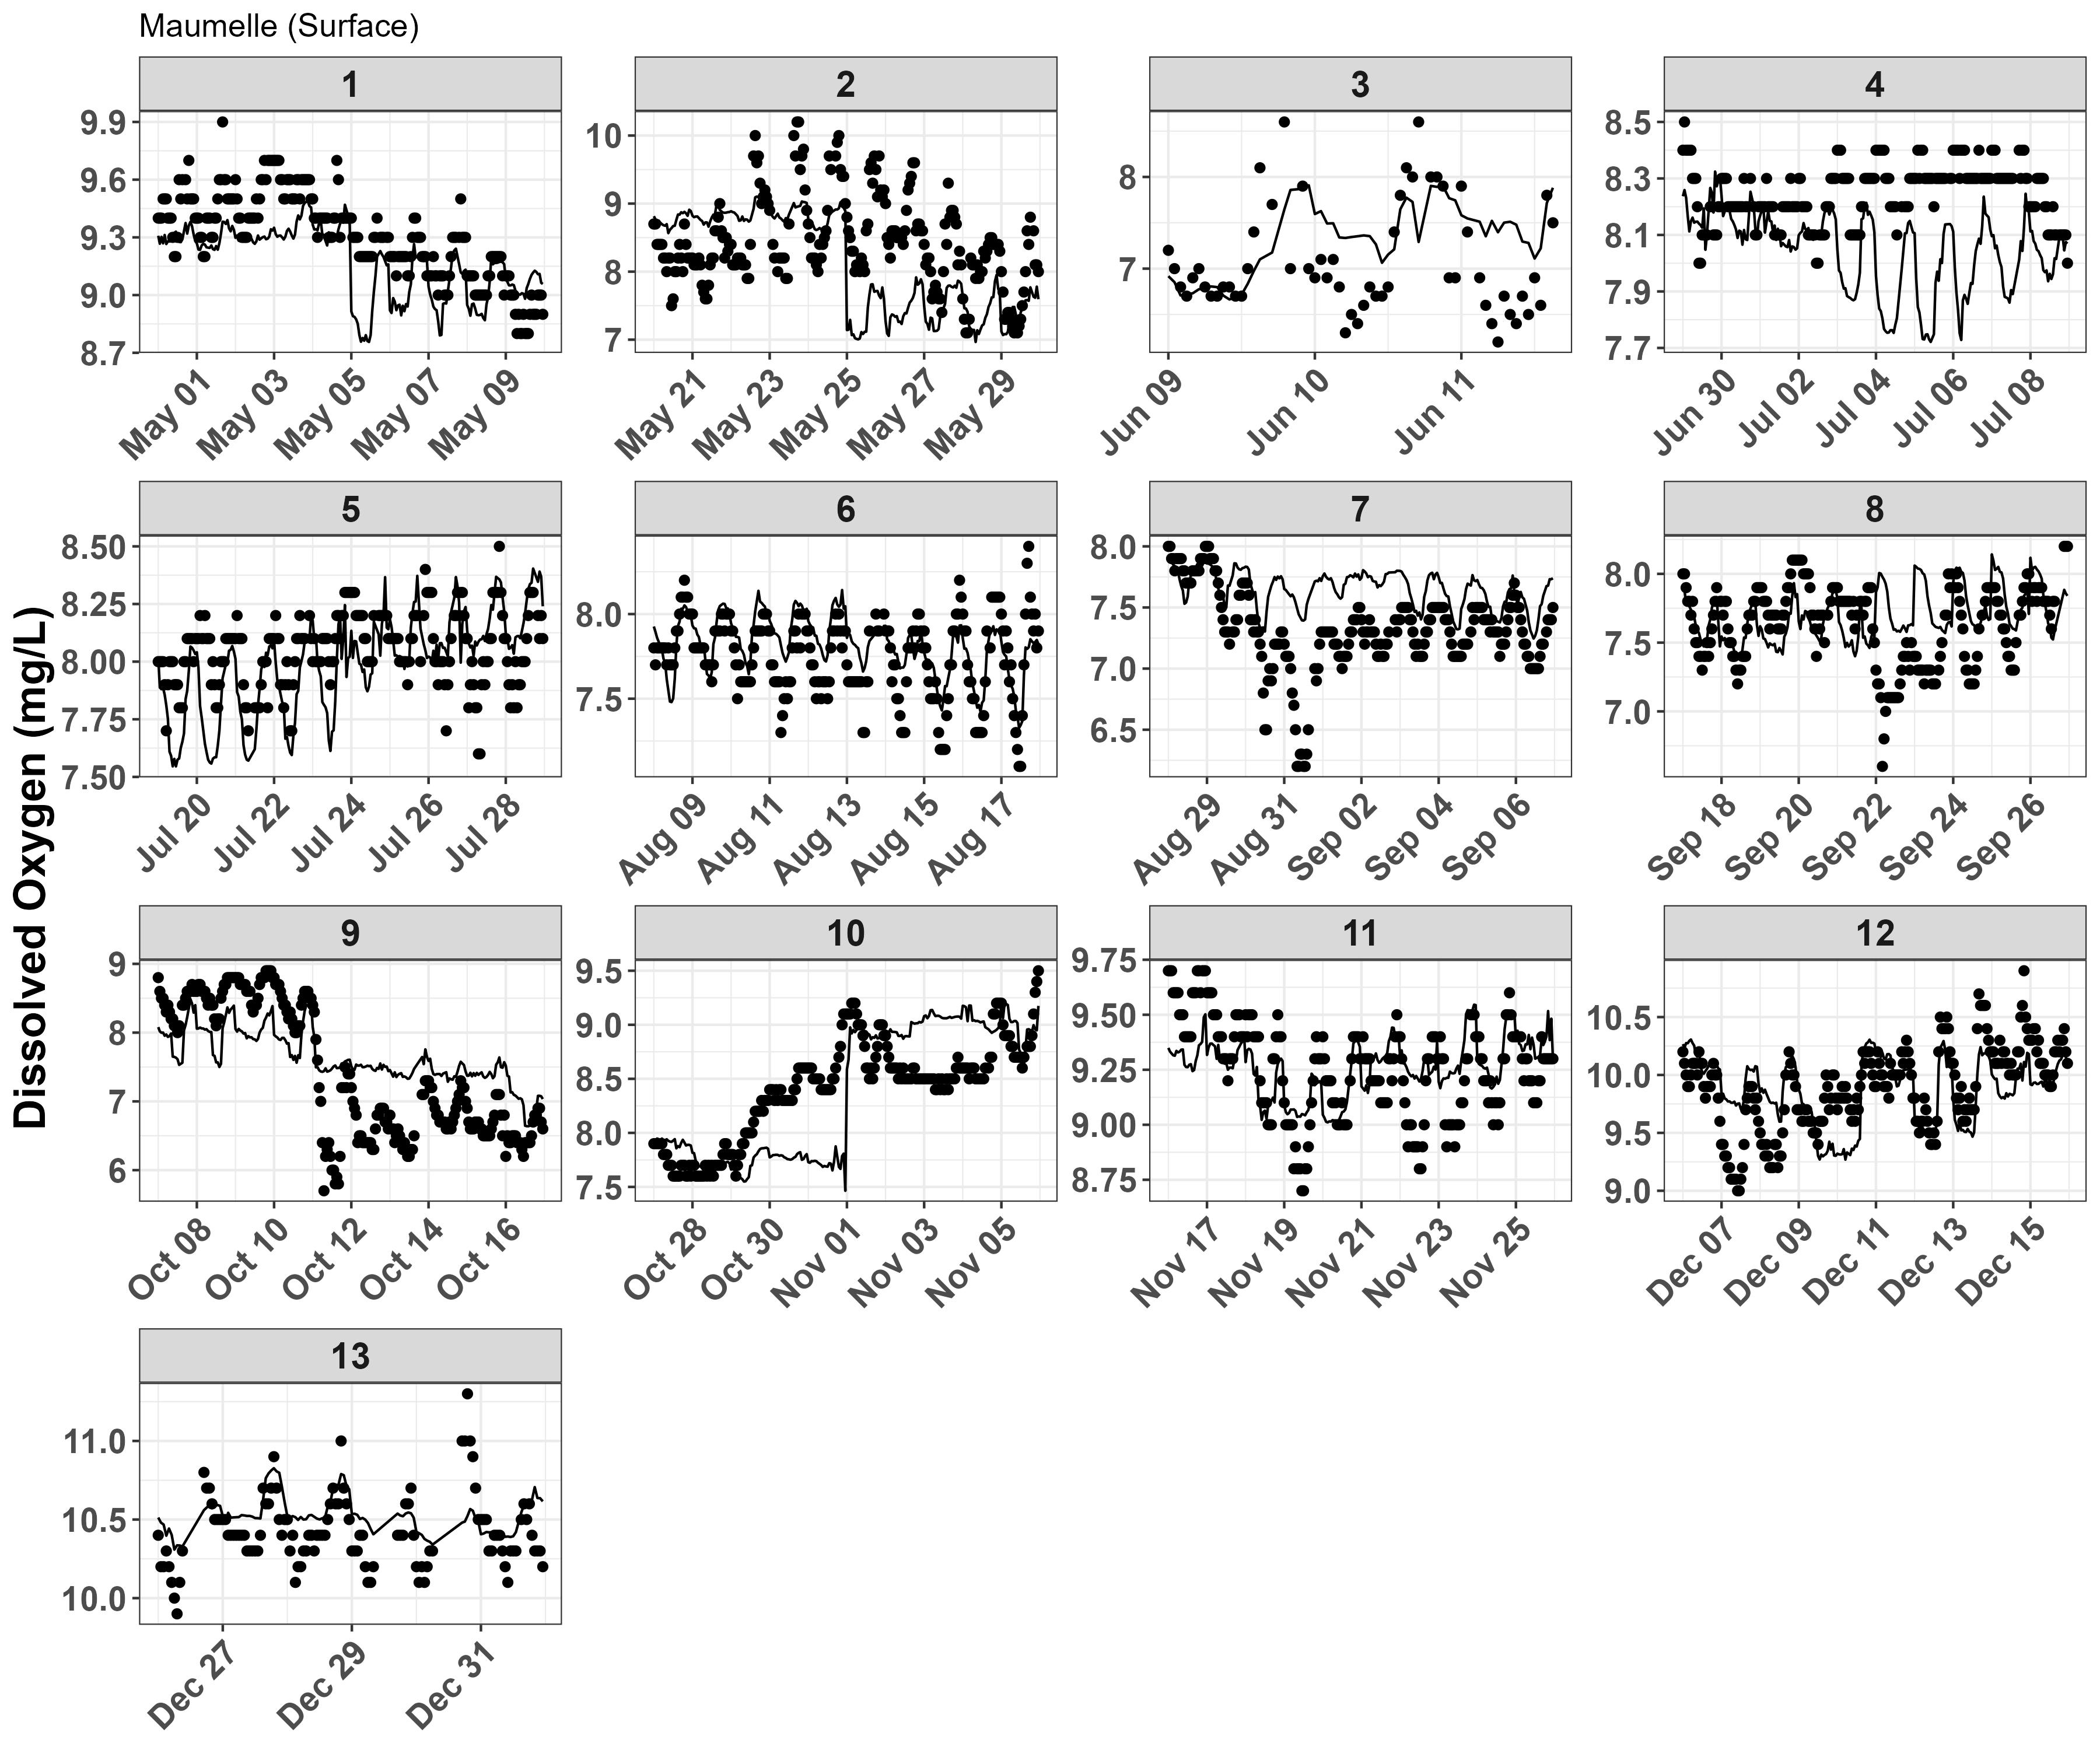 Maumelle (Surface)
Dissolved Oxygen (mg/L)
1
9.9
9.6
9.3
9.0
8.7
May 01
May 03
May 05
May 07
May 09
2
10
9
8
7
May 21
May 23
May 25
May 27
May 29
3
8
7
Jun 09
Jun 10
Jun 11
4
8.5
8.3
8.1
7.9
7.7
Jun 30
Jul 02
Jul 04
Jul 06
Jul 08
5
8.50
8.25
8.00
7.75
7.50
Jul 20
Jul 22
Jul 24
Jul 26
Jul 28
6
8.0
7.5
Aug 09
Aug 11
Aug 13
Aug 15
Aug 17
7
8.0
7.5
7.0
6.5
Aug 29
Aug 31
Sep 02
Sep 04
Sep 06
8
8.0
7.5
7.0
Sep 18
Sep 20
Sep 22
Sep 24
Sep 26
9
9
8
7
6
Oct 08
Oct 10
Oct 12
Oct 14
Oct 16
10
9.5
9.0
8.5
8.0
7.5
Oct 28
Oct 30
Nov 01
Nov 03
Nov 05
11
9.75
9.50
9.25
9.00
8.75
Nov 17
Nov 19
Nov 21
Nov 23
Nov 25
12
10.5
10.0
9.5
9.0
Dec 07
Dec 09
Dec 11
Dec 13
Dec 15
13
11.0
10.5
10.0
Dec 27
Dec 29
Dec 31